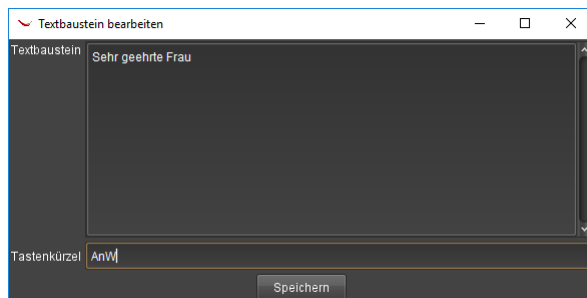 Textbaustein bearbeiten
Textbaustein
Sehr geehrte Frau
Tastenkürzel AnW
Speichern